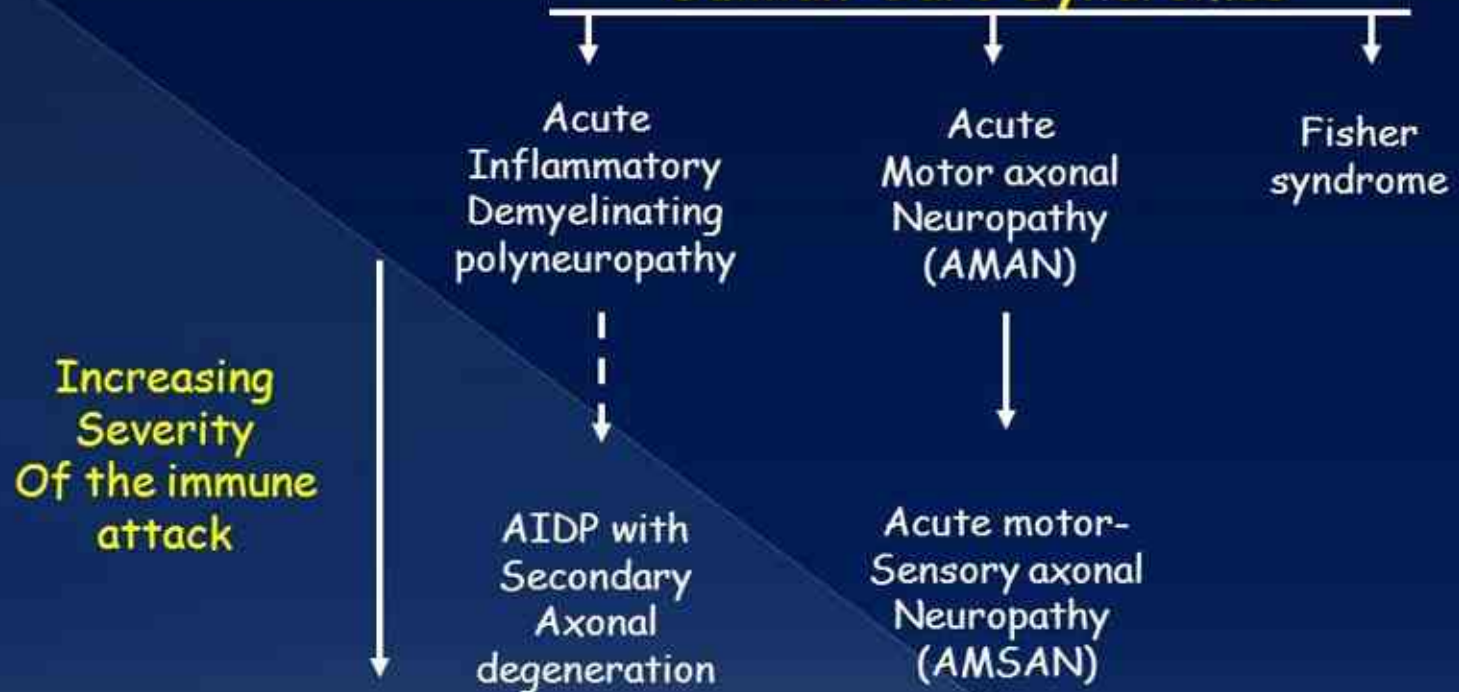 Acute
Inflammatory
Demyelinating
polyneuropathy
Acute
Motor axonal
Neuropathy
(AMAN)
Fisher
syndrome
Increasing
Severity
Of the immune
attack
AIDP with
Secondary
Axonal
degeneration
Acute motor-
Sensory axonal
Neuropathy
(AMSAN)